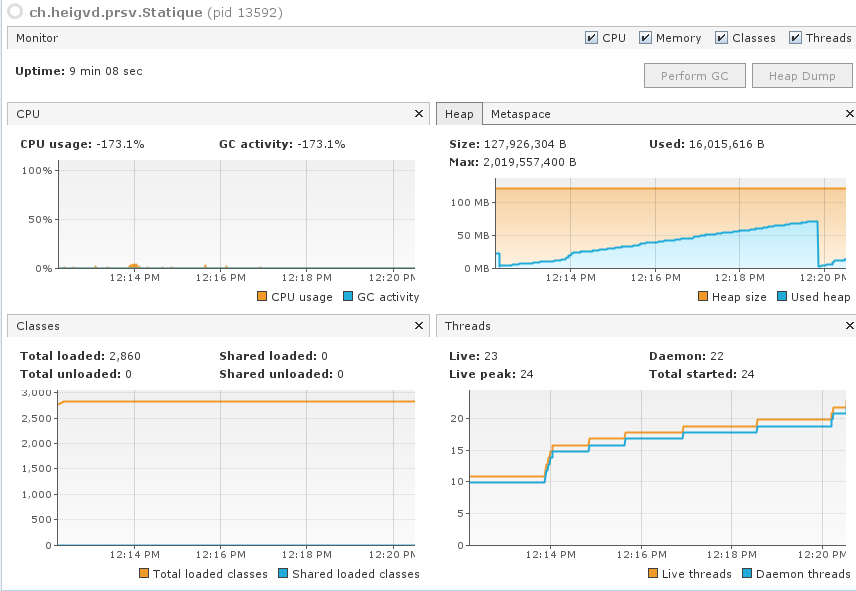 ch.heigvd.prsv.Statique (pid 13592)
Monitor
CPU Memory Classes Threads
Uptime: 9 min 08 sec
Perform GC Heap Dump
CPU
CPU usage: -173.1% GC activity: -173.1%
100%
50%
0%
12:14 PM 12:16 PM 12:18 PM 12:20 PM
CPU usage GC activity
Heap Metaspace
Size: 127,926,304 B Used: 16,015,616 B
Max: 2,019,557,400 B
100 MB
50 MB
0 MB
12:14 PM 12:16 PM 12:18 PM 12:20 PM
Heap size Used heap
Classes
Total loaded: 2,860 Shared loaded: 0
Total unloaded: 0 Shared unloaded: 0
3,000
2,500
2,000
1,500
1,000
500
0
12:14 PM 12:16 PM 12:18 PM 12:20 PM
Total loaded classes Shared loaded classes
Threads
Live: 23 Daemon: 22
Live peak: 24 Total started: 24
20
15
10
5
0
12:14 PM 12:16 PM 12:18 PM 12:20 PM
Live threads Daemon threads